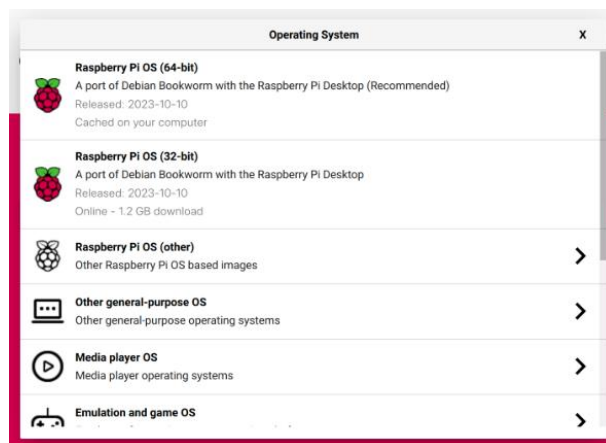 Operating System X
Raspberry Pi OS (64-bit)
A port of Debian Bookworm with the Raspberry Pi Desktop (Recommended)
Released: 2023-10-10
Cached on your computer
Raspberry Pi OS (32-bit)
A port of Debian Bookworm with the Raspberry Pi Desktop
Released: 2023-10-10
Online - 1.2 GB download
Raspberry Pi OS (other)
Other Raspberry Pi OS based images
Other general-purpose OS
Other general-purpose operating systems
Media player OS
Media player operating systems
Emulation and game OS